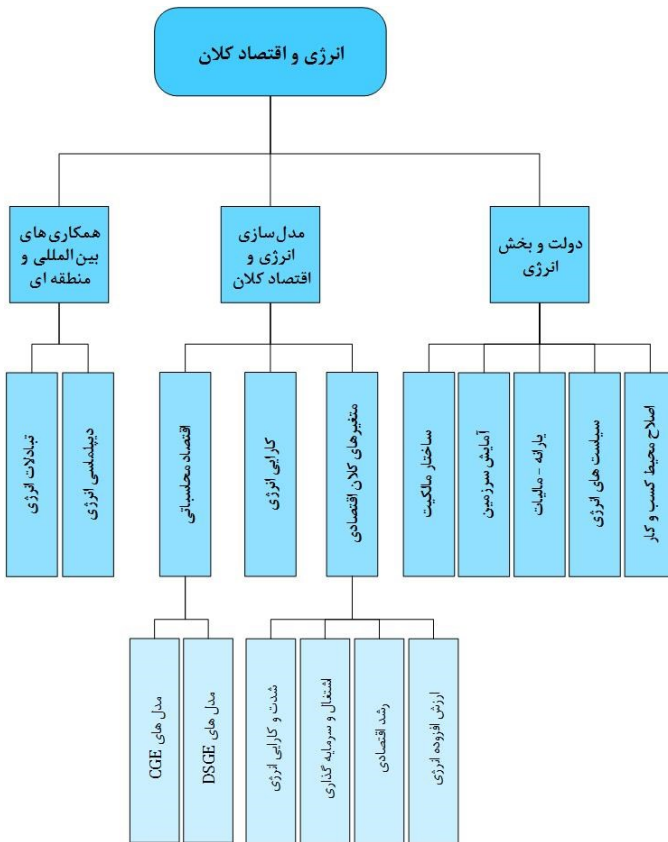 انرژی و اقتصاد کلان
دولت و بخش
انرژی
مدل‌سازی
انرژی و
اقتصاد کلان
همکاری‌های
بین‌المللی و
منطقه ای
اصلاح محیط کسب و کار
سیاست های انرژی
یارانه - مالیات
آمایش سرزمین
ساختار مالکیت
متغیرهای کلان اقتصادی
کارایی انرژی
اقتصاد محاسباتی
دیپلماسی انرژی
تبادلات انرژی
ارزش افزوده انرژی
رشد اقتصادی
اشتغال و سرمایه گذاری
شدت و کارایی انرژی
مدل های DSGE
مدل های CGE